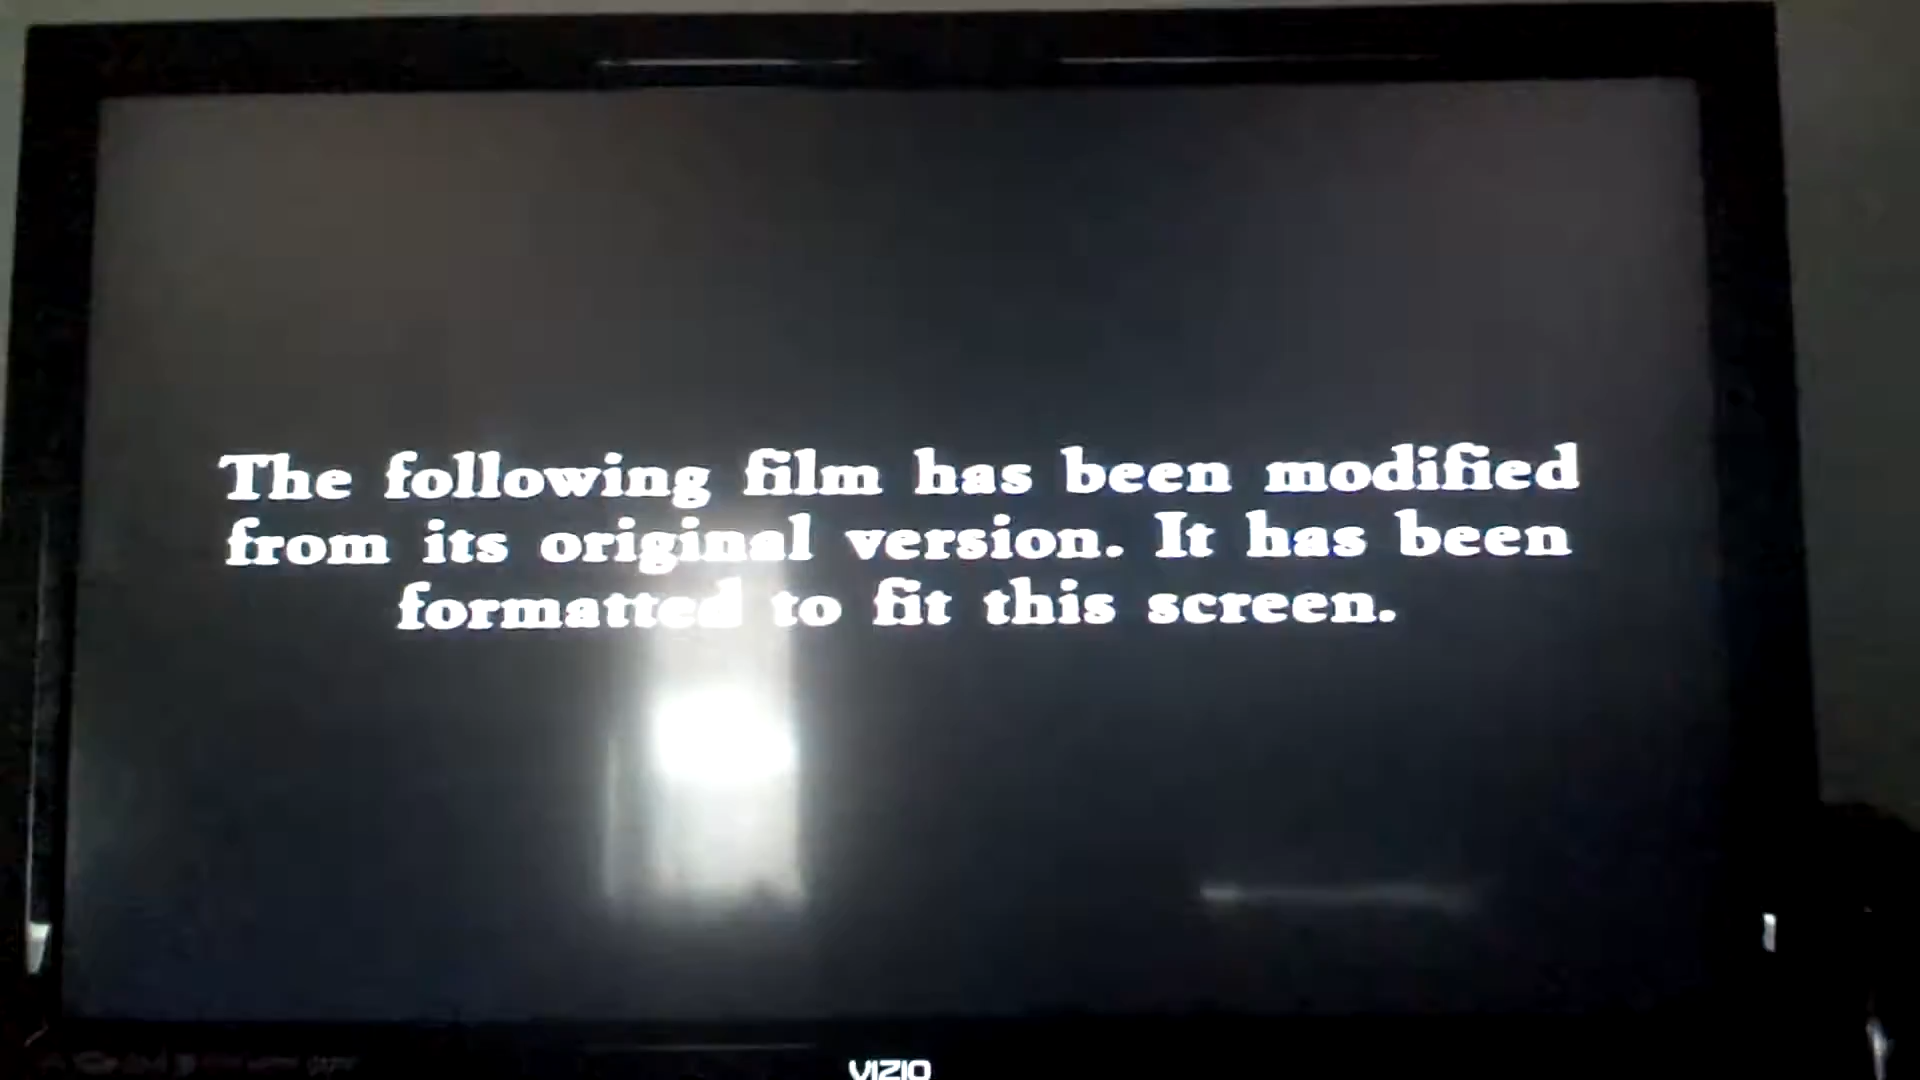 The following film has been modified
from its original version. It has been
formatted to fit this screen.
VIZIO